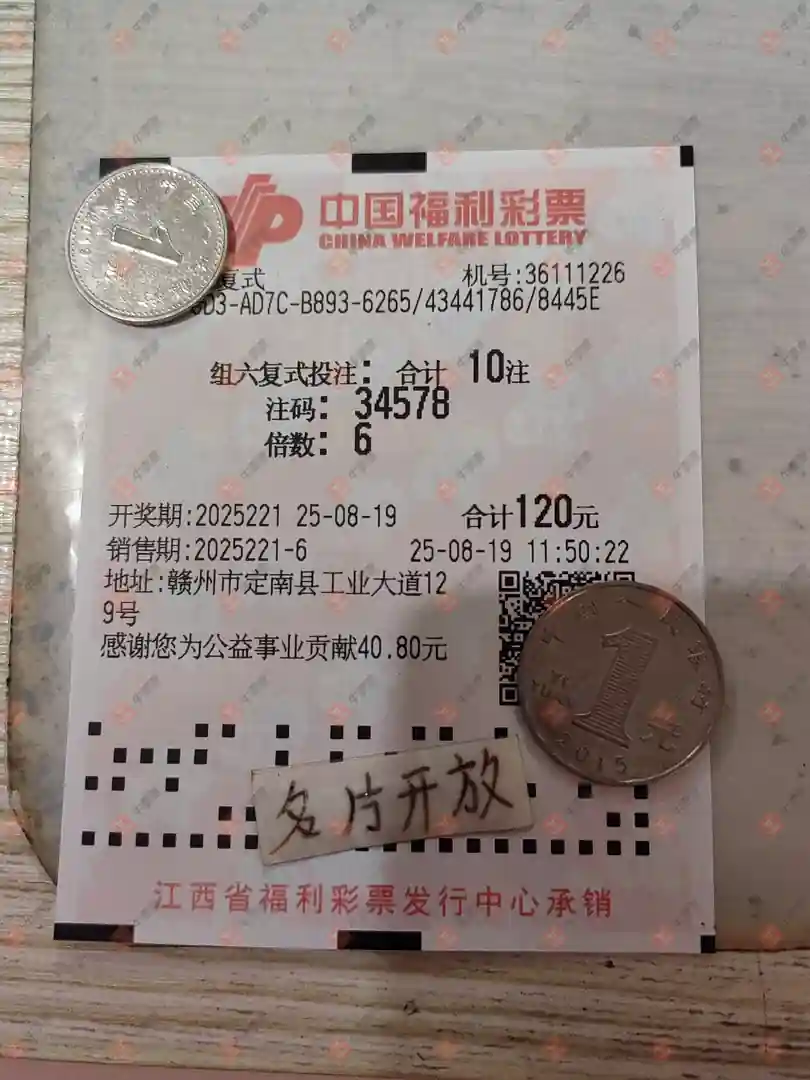 中国福利彩票
CHINA WELFARE LOTTERY
复式 机号:36111226
D3-AD7C-B893-6265/43441786/8445E
组六复式投注: 合计 10注
注码: 34578
倍数: 6
开奖期:2025221 25-08-19 合计120元
销售期:2025221-6 25-08-19 11:50:22
地址:赣州市定南县工业大道12
9号
感谢您为公益事业贡献40.80元
1
1
2015
名片开放
江西省福利彩票发行中心承销